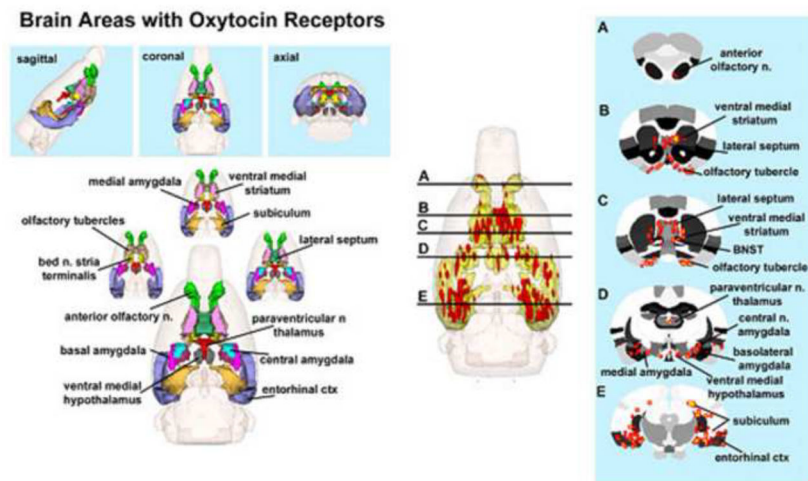 Brain Areas with Oxytocin Receptors
sagittal
coronal
axial
medial amygdala
ventral medial
striatum
olfactory tubercles
subiculum
bed n. stria
terminalis
lateral septum
anterior olfactory n.
paraventricular n
thalamus
basal amygdala
central amygdala
ventral medial
hypothalamus
entorhinal ctx
A
B
C
D
E
A
anterior
olfactory n.
B
ventral medial
striatum
lateral septum
olfactory tubercle
C
lateral septum
ventral medial
striatum
BNST
olfactory tubercle
D
paraventricular n.
thalamus
central n.
amygdala
basolateral
amygdala
medial amygdala
ventral medial
hypothalamus
E
subiculum
entorhinal ctx